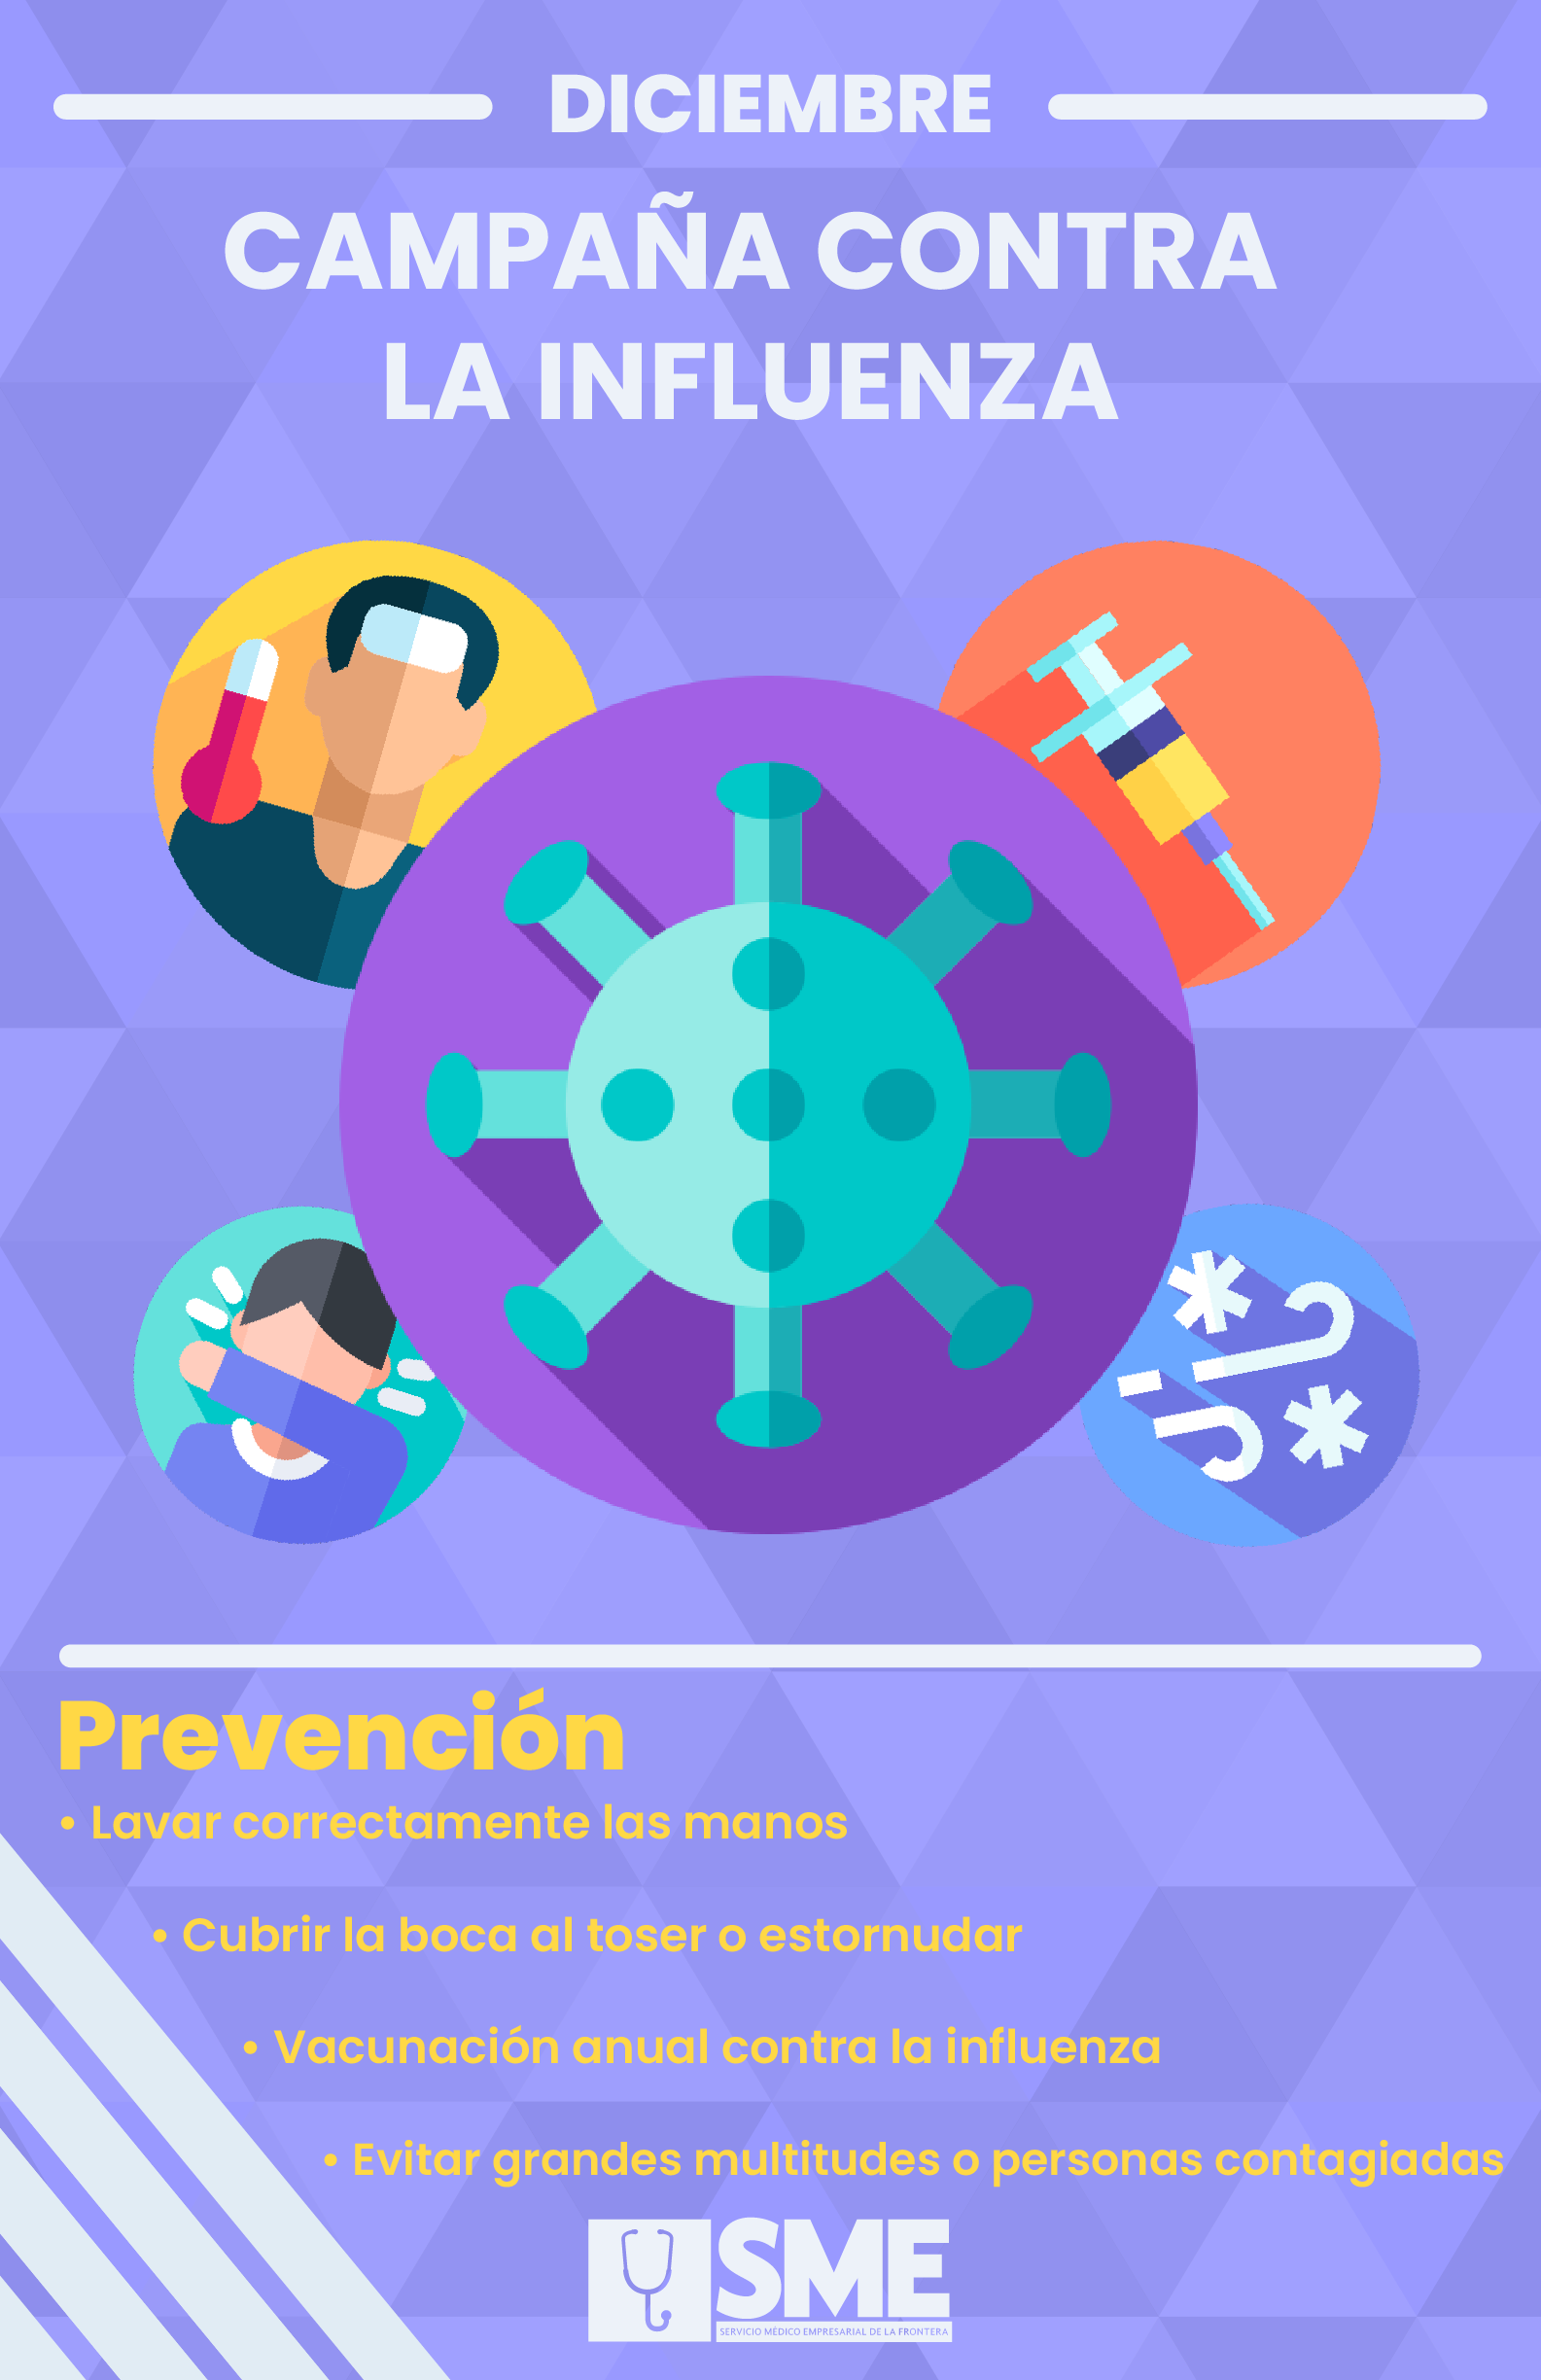 DICIEMBRE
CAMPAÑA CONTRA
LA INFLUENZA
Prevención
• Lavar correctamente las manos
• Cubrir la boca al toser o estornudar
• Vacunación anual contra la influenza
• Evitar grandes multitudes o personas contagiadas
SME
SERVICIO MÉDICO EMPRESARIAL DE LA FRONTERA